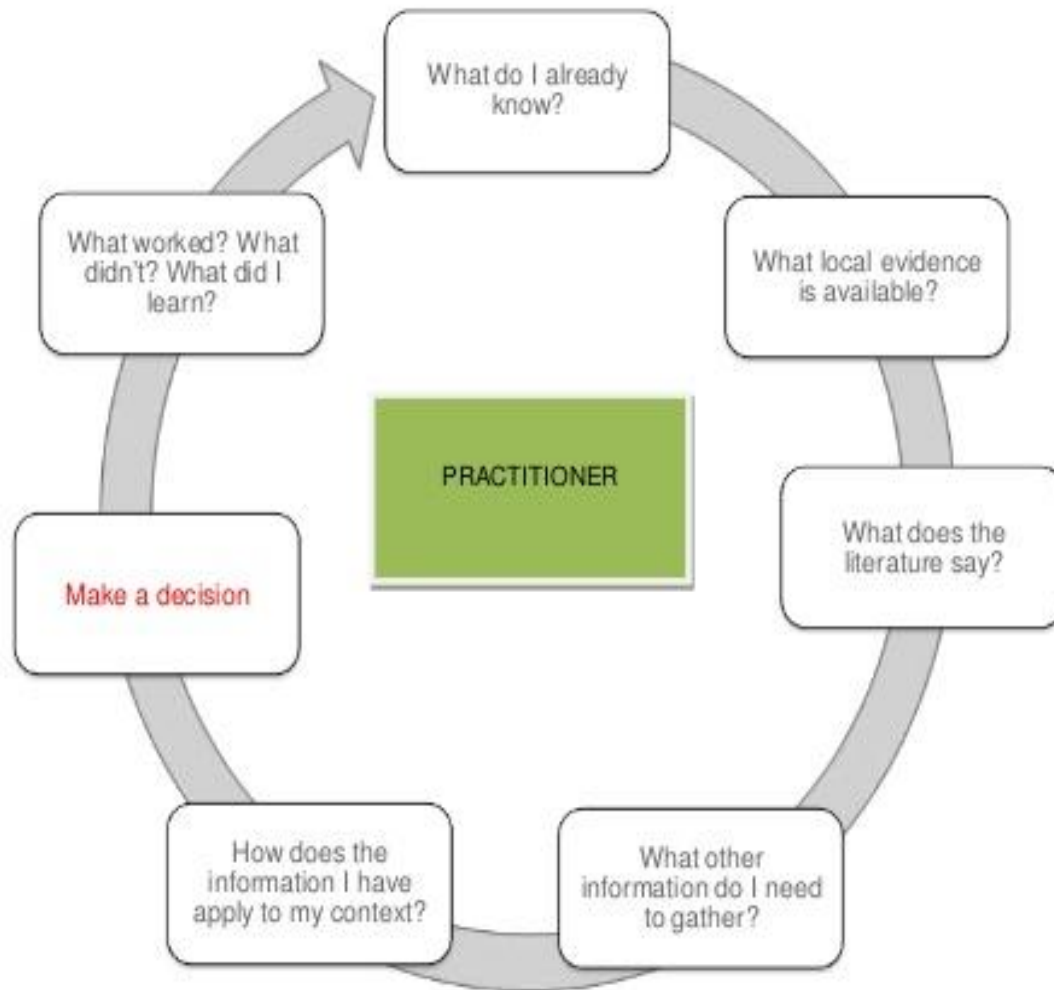 What do I already
know?
What local evidence
is available?
What does the
literature say?
What other
information do I need
to gather?
How does the
information I have
apply to my context?
Make a decision
What worked? What
didn't? What did I
learn?
PRACTITIONER